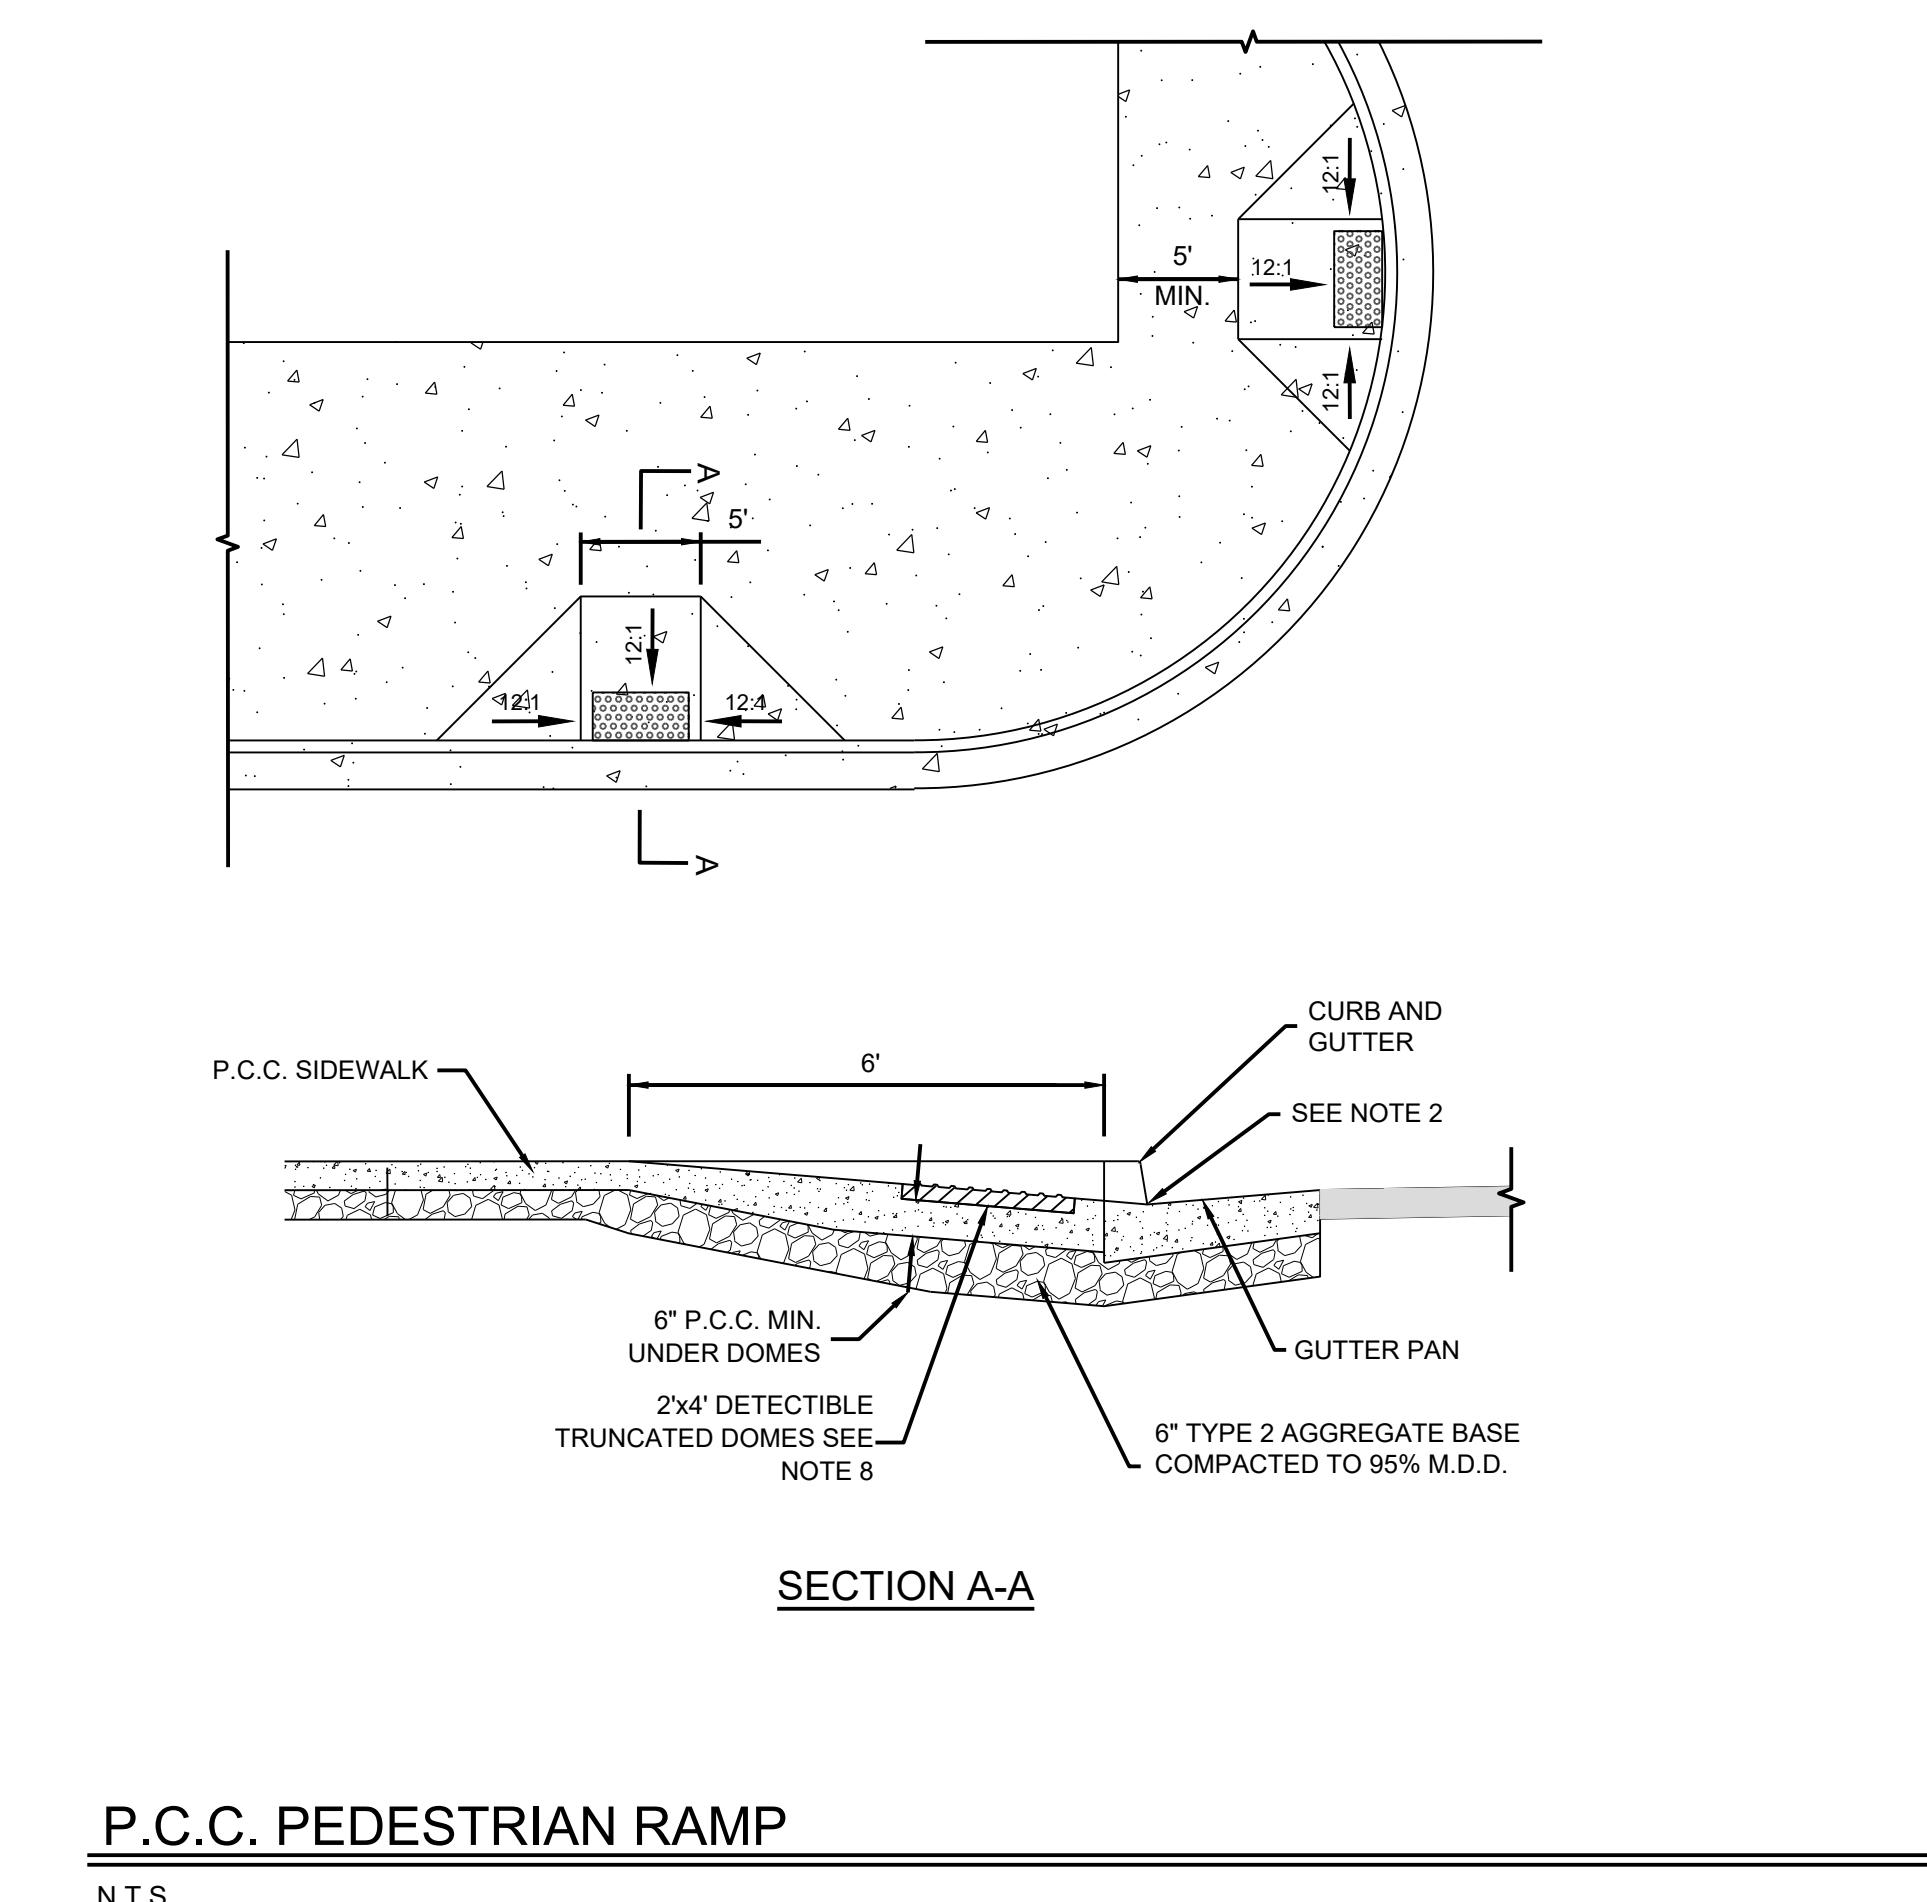 12:1
5'
MIN.
12:1
12:1
A
5'
12:1
12:1
12:1
A
CURB AND
GUTTER
P.C.C. SIDEWALK
6'
SEE NOTE 2
6" P.C.C. MIN.
UNDER DOMES
GUTTER PAN
2'x4' DETECTIBLE
TRUNCATED DOMES SEE
NOTE 8
6" TYPE 2 AGGREGATE BASE
COMPACTED TO 95% M.D.D.
SECTION A-A
P.C.C. PEDESTRIAN RAMP
N.T.S.